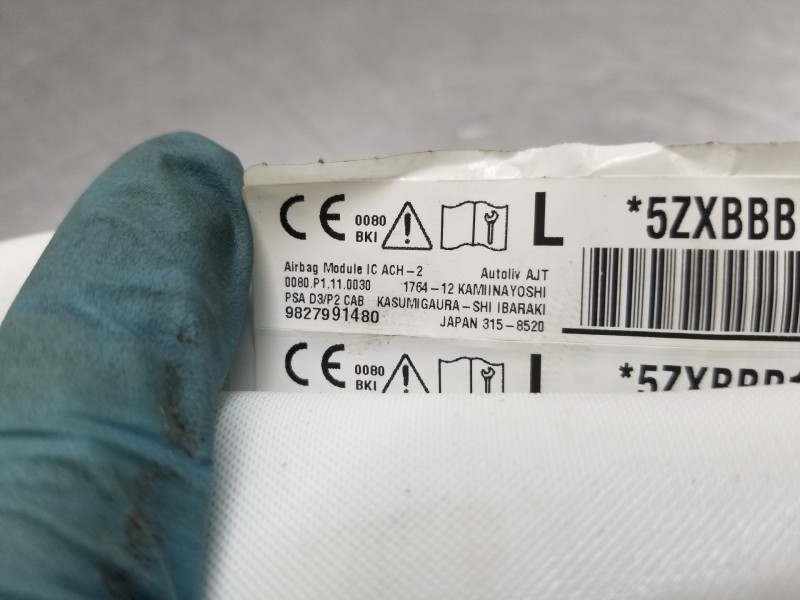 CE 0080 BKI L *5ZXBBB
Airbag Module IC ACH-2 Autoliv AJT
0080.P1.11.0030 1764-12 KAMIINAYOSHI
PSA D3/P2 CAB KASUMIGAURA-SHI IBARAKI
9827991480 JAPAN 315-8520
CE 0080 BKI L